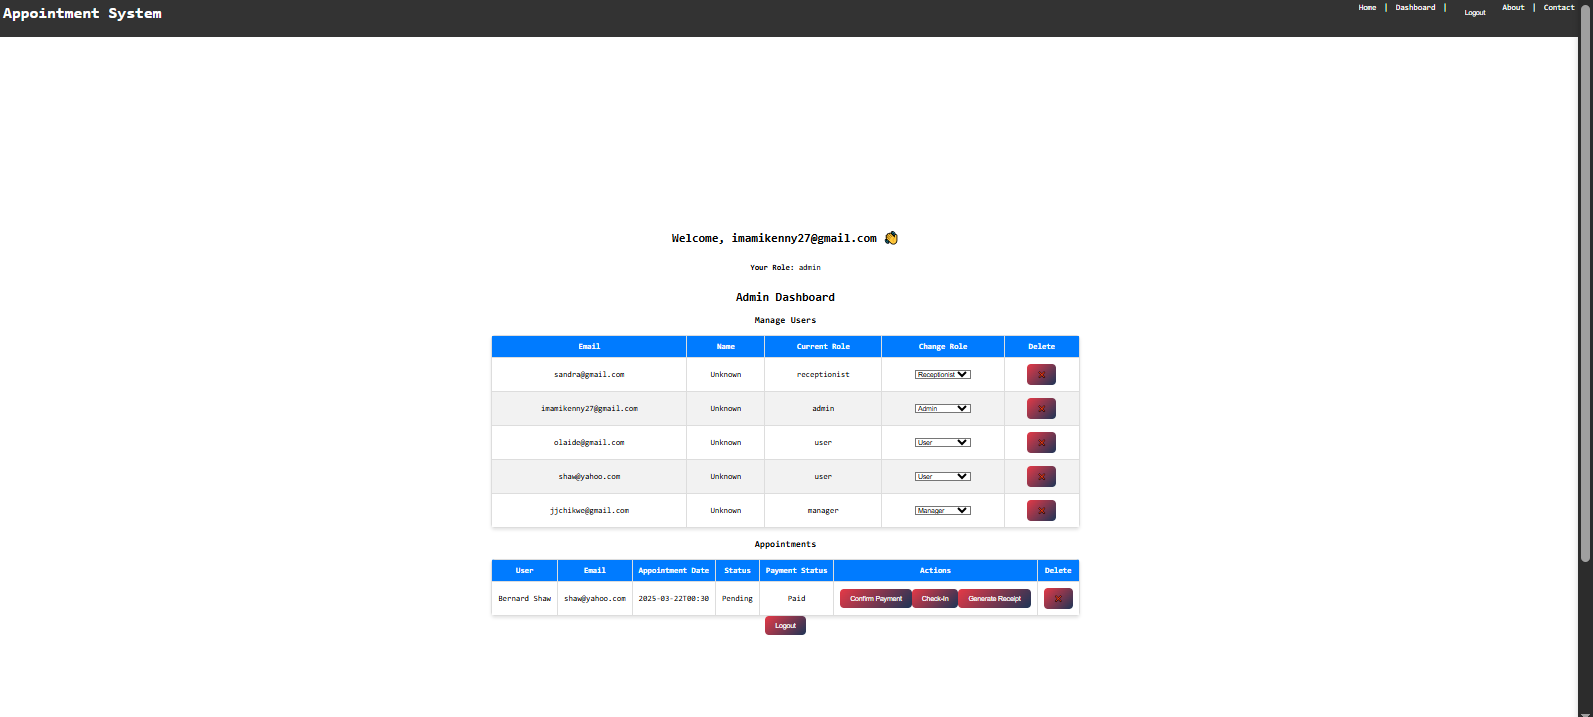 Appointment System
Home | Dashboard | Logout About | Contact
Welcome, imamikenny27@gmail.com 👏
Your Role: admin
Admin Dashboard
Manage Users
Email Name Current Role Change Role Delete
sandra@gmail.com Unknown receptionist Receptionist
imamikenny27@gmail.com Unknown admin Admin
olaide@gmail.com Unknown user User
shaw@yahoo.com Unknown user User
jjchikwe@gmail.com Unknown manager Manager
Appointments
User Email Appointment Date Status Payment Status Actions Delete
Bernard Shaw shaw@yahoo.com 2025-03-22T00:30 Pending Paid Confirm Payment Check-In Generate Receipt
Logout